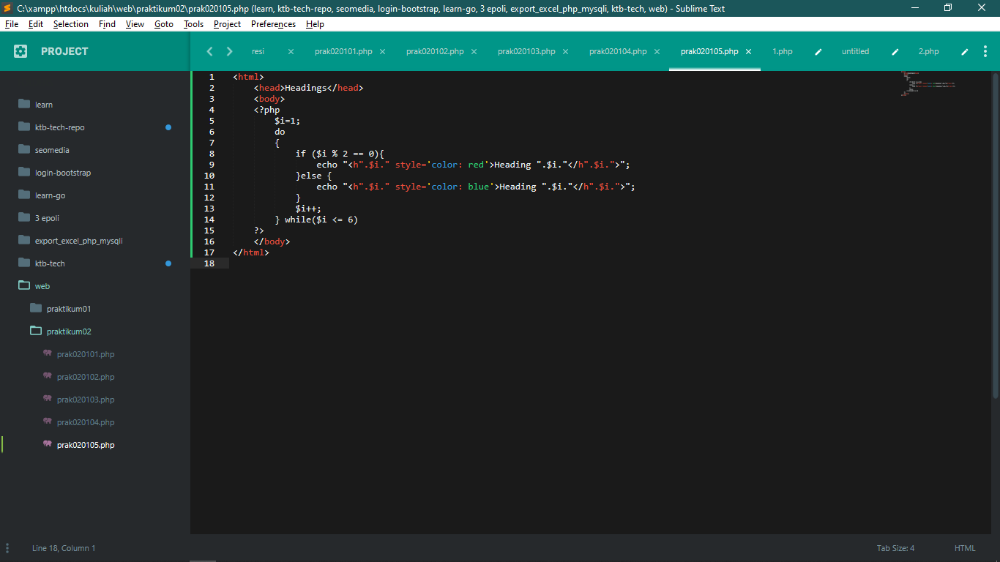 C:\xampp\htdocs\kuliah\web\praktikum02\prak020105.php (learn, ktb-tech-repo, seomedia, login-bootstrap, learn-go, 3 epoli, export_excel_php_mysqli, ktb-tech, web) - Sublime Text
File Edit Selection Find View Goto Tools Project Preferences Help
PROJECT
resi prak020101.php prak020102.php prak020103.php prak020104.php prak020105.php 1.php untitled 2.php
learn
ktb-tech-repo
seomedia
login-bootstrap
learn-go
3 epoli
export_excel_php_mysqli
ktb-tech
web
praktikum01
praktikum02
prak020101.php
prak020102.php
prak020103.php
prak020104.php
prak020105.php
1 <html>
2 <head>Headings</head>
3 <body>
4 <?php
5 $i=1;
6 do
7 {
8 if ($i % 2 == 0){
9 echo "<h".$i." style='color: red'>Heading ".$i."</h".$i.">";
10 }else {
11 echo "<h".$i." style='color: blue'>Heading ".$i."</h".$i.">";
12 }
13 $i++;
14 } while($i <= 6)
15 ?>
16 </body>
17 </html>
18
Line 18, Column 1
Tab Size: 4 HTML